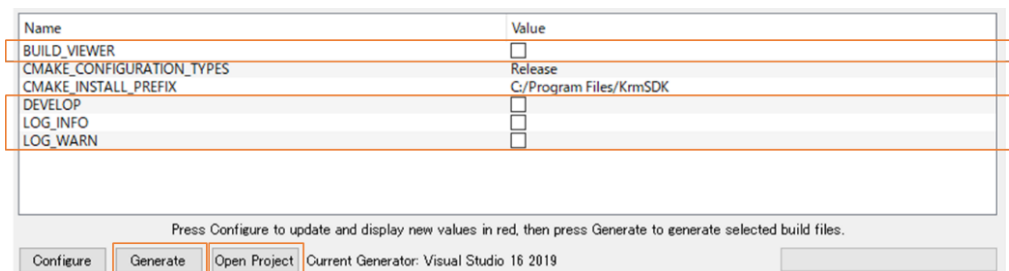 Name Value
BUILD_VIEWER
CMAKE_CONFIGURATION_TYPES Release
CMAKE_INSTALL_PREFIX C:/Program Files/KrmSDK
DEVELOP
LOG_INFO
LOG_WARN
Press Configure to update and display new values in red, then press Generate to generate selected build files.
Configure Generate Open Project Current Generator: Visual Studio 16 2019